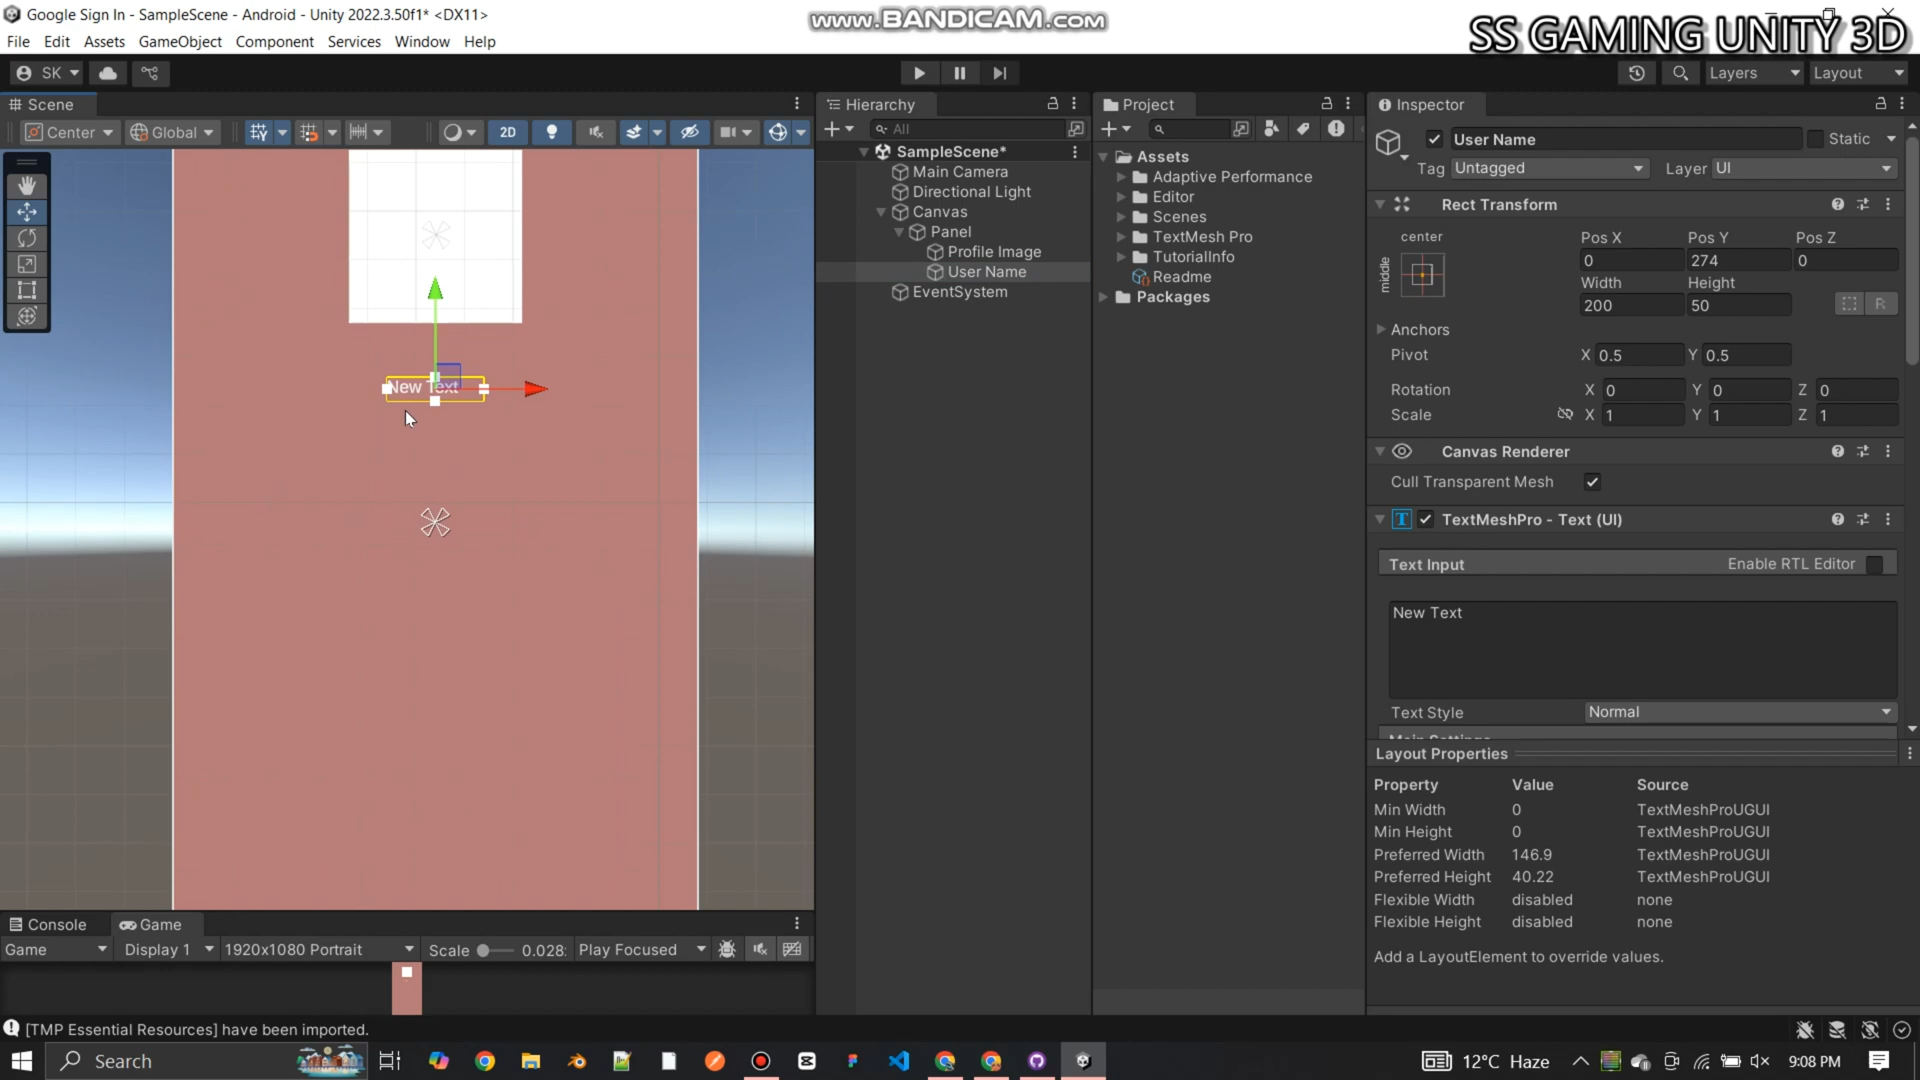 Google Sign In - SampleScene - Android - Unity 2022.3.50f1* <DX11>
www.BANDICAM.com
SS GAMING UNITY 3D
File Edit Assets GameObject Component Services Window Help
SK
Layers
Layout
Scene
Center
Global
2D
New Text
Hierarchy
All
SampleScene*
Main Camera
Directional Light
Canvas
Panel
Profile Image
User Name
EventSystem
Project
Assets
Adaptive Performance
Editor
Scenes
TextMesh Pro
TutorialInfo
Readme
Packages
Inspector
User Name
Static
Tag Untagged Layer UI
Rect Transform
center
middle
Pos X Pos Y Pos Z
0 274 0
Width Height
200 50
R
Anchors
Pivot X 0.5 Y 0.5
Rotation X 0 Y 0 Z 0
Scale X 1 Y 1 Z 1
Canvas Renderer
Cull Transparent Mesh
TextMeshPro - Text (UI)
Text Input Enable RTL Editor
New Text
Text Style Normal
Main Settings
Layout Properties
Property Value Source
Min Width 0 TextMeshProUGUI
Min Height 0 TextMeshProUGUI
Preferred Width 146.9 TextMeshProUGUI
Preferred Height 40.22 TextMeshProUGUI
Flexible Width disabled none
Flexible Height disabled none
Add a LayoutElement to override values.
Console Game
Game Display 1 1920x1080 Portrait Scale 0.028: Play Focused
[TMP Essential Resources] have been imported.
Search
12°C Haze
9:08 PM